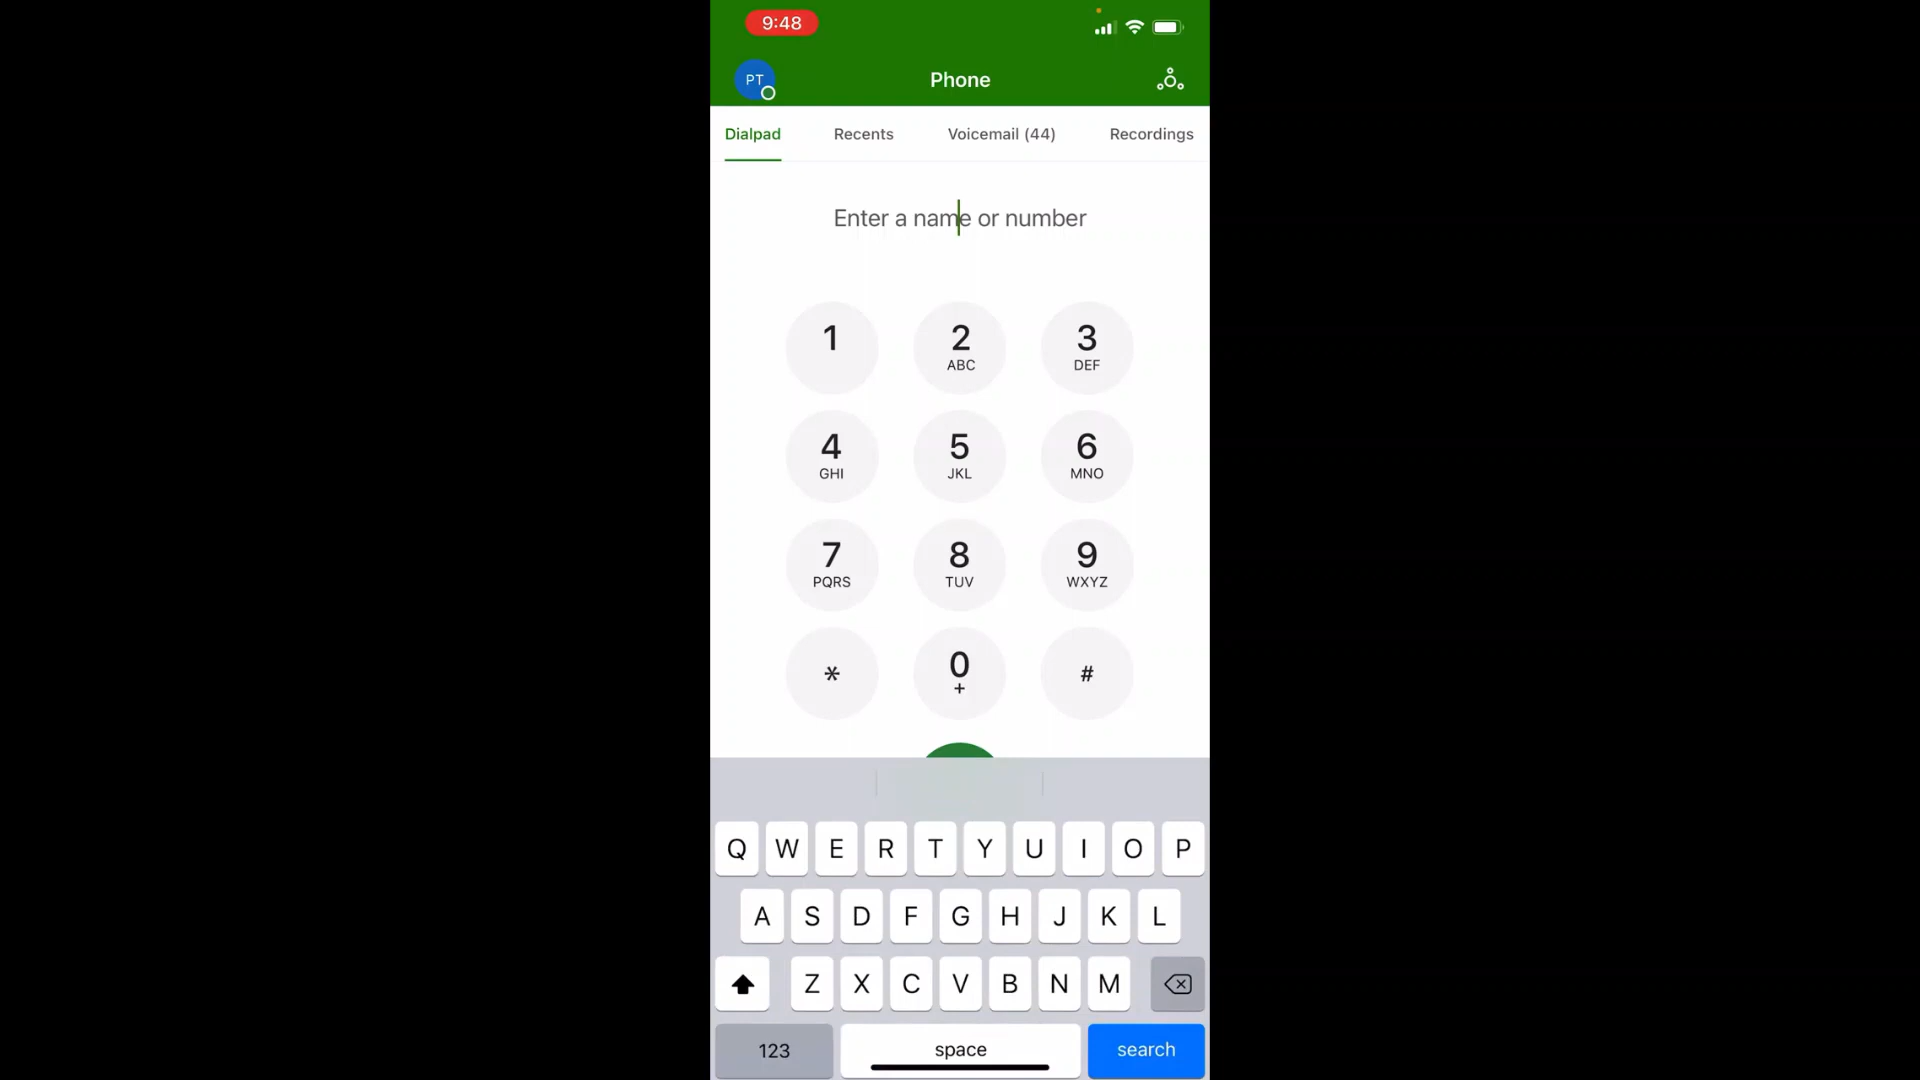 9:48
PT
Phone
Dialpad Recents Voicemail (44) Recordings
Enter a name or number
1 2 3
ABC DEF
4 5 6
GHI JKL MNO
7 8 9
PQRS TUV WXYZ
* 0 #
+
Q W E R T Y U I O P
A S D F G H J K L
Z X C V B N M
123 space search